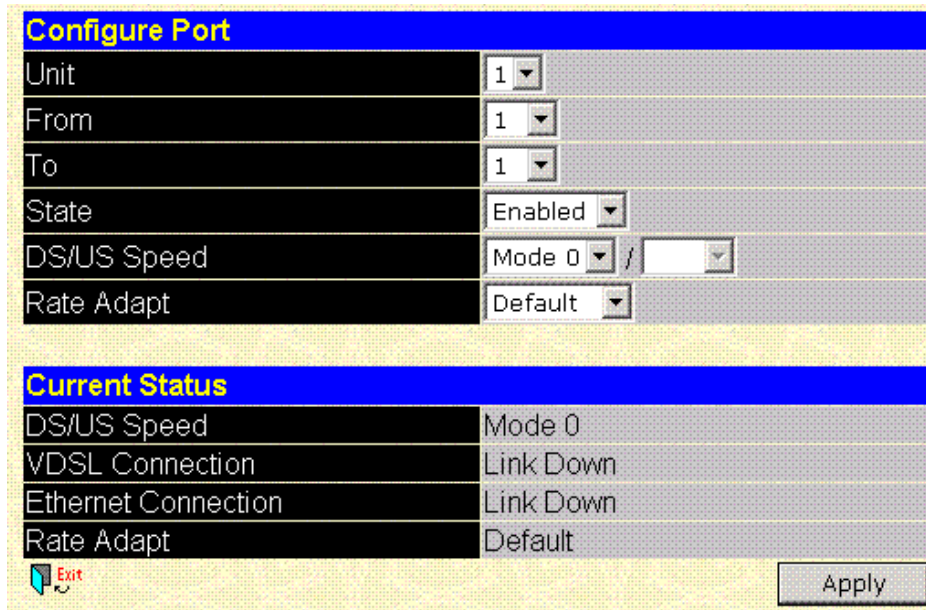 Configure Port
Unit 1
From 1
To 1
State Enabled
DS/US Speed Mode 0 /
Rate Adapt Default
Current Status
DS/US Speed Mode 0
VDSL Connection Link Down
Ethernet Connection Link Down
Rate Adapt Default
Exit Apply